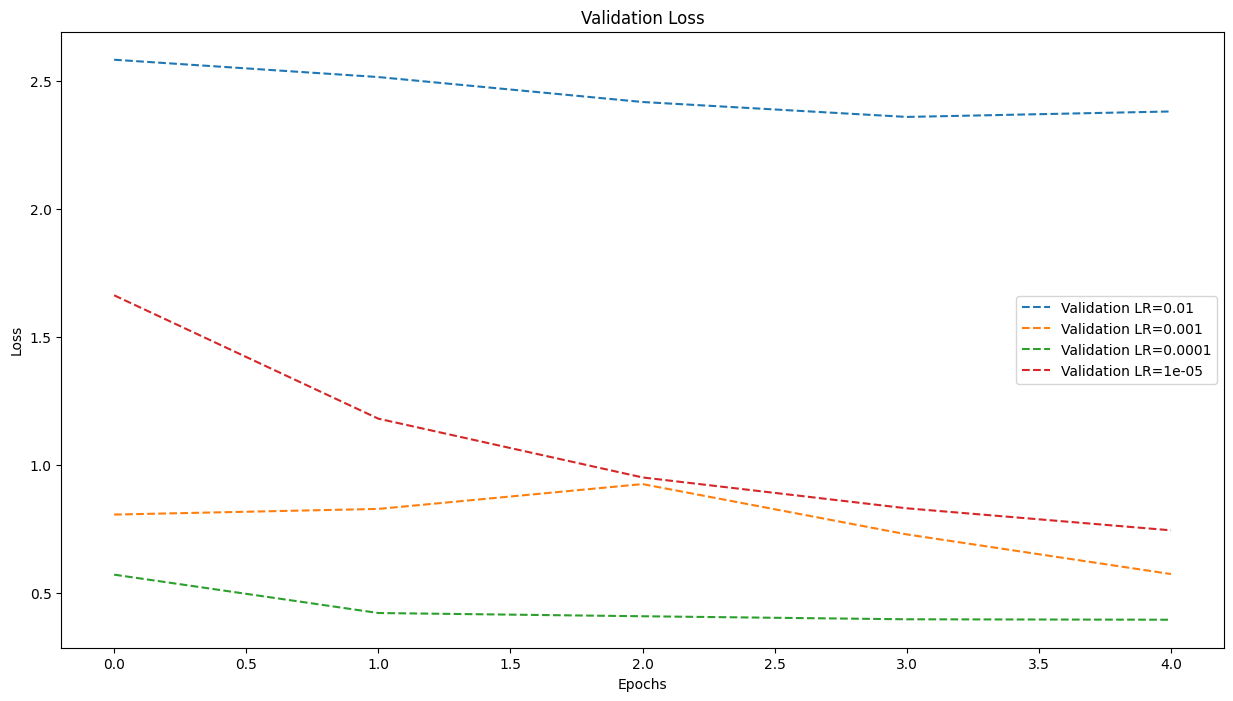 Validation Loss
2.5
2.0
1.5
1.0
0.5
Loss
Validation LR=0.01
Validation LR=0.001
Validation LR=0.0001
Validation LR=1e-05
0.0 0.5 1.0 1.5 2.0 2.5 3.0 3.5 4.0
Epochs